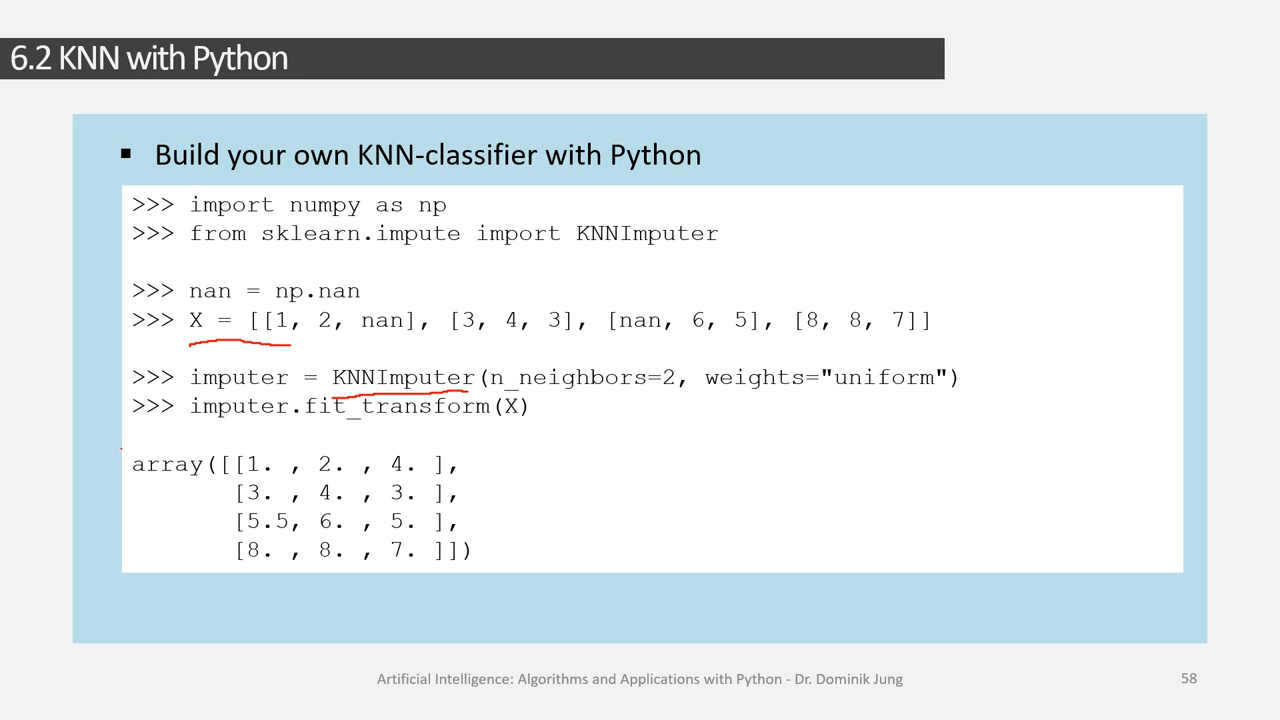 6.2 KNN with Python
▪ Build your own KNN-classifier with Python
>>> import numpy as np
>>> from sklearn.impute import KNNImputer
>>> nan = np.nan
>>> X = [[1, 2, nan], [3, 4, 3], [nan, 6, 5], [8, 8, 7]]
>>> imputer = KNNImputer(n_neighbors=2, weights="uniform")
>>> imputer.fit_transform(X)
array([[1. , 2. , 4. ],
[3. , 4. , 3. ],
[5.5, 6. , 5. ],
[8. , 8. , 7. ]])
Artificial Intelligence: Algorithms and Applications with Python - Dr. Dominik Jung
58